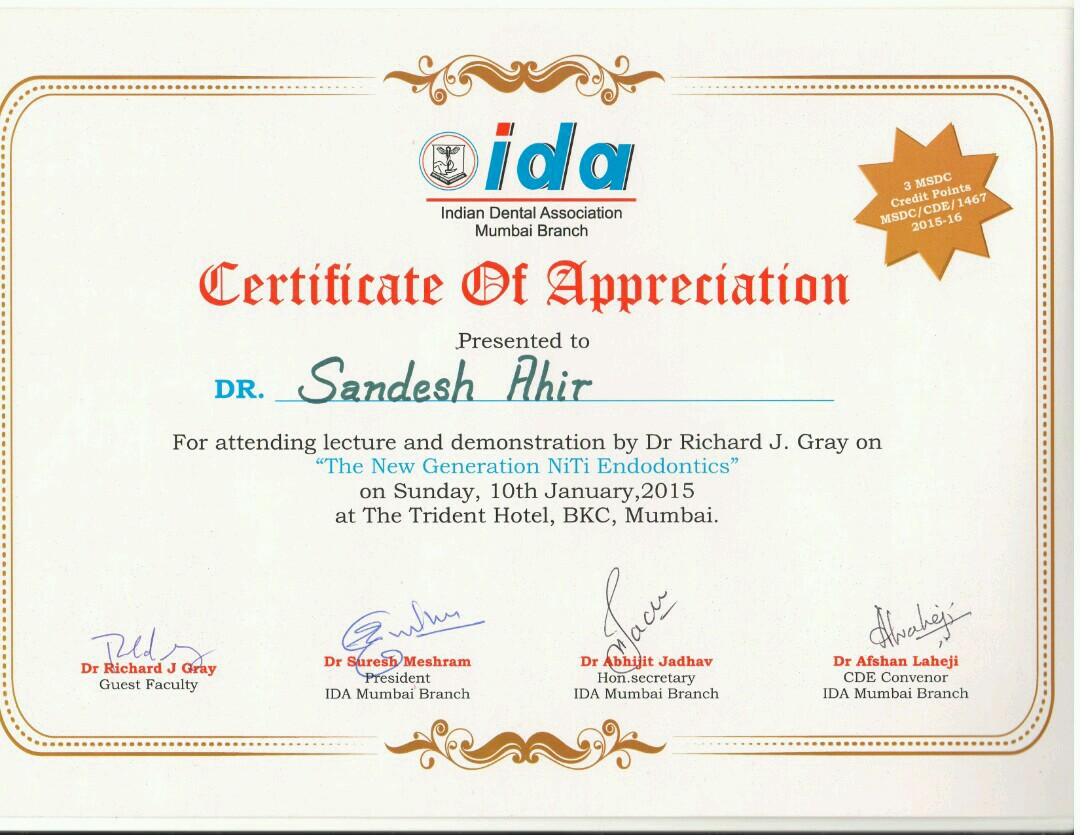 ida
Indian Dental Association
Mumbai Branch
3 MSDC
Credit Points
MSDC/CDE/1467
2015-16
Certificate Of Appreciation
Presented to
DR. Sandesh Ahir
For attending lecture and demonstration by Dr Richard J. Gray on
“The New Generation NiTi Endodontics”
on Sunday, 10th January,2015
at The Trident Hotel, BKC, Mumbai.
Dr Richard J Gray
Guest Faculty
Dr Suresh Meshram
President
IDA Mumbai Branch
Dr Abhijit Jadhav
Hon.secretary
IDA Mumbai Branch
Dr Afshan Laheji
CDE Convenor
IDA Mumbai Branch